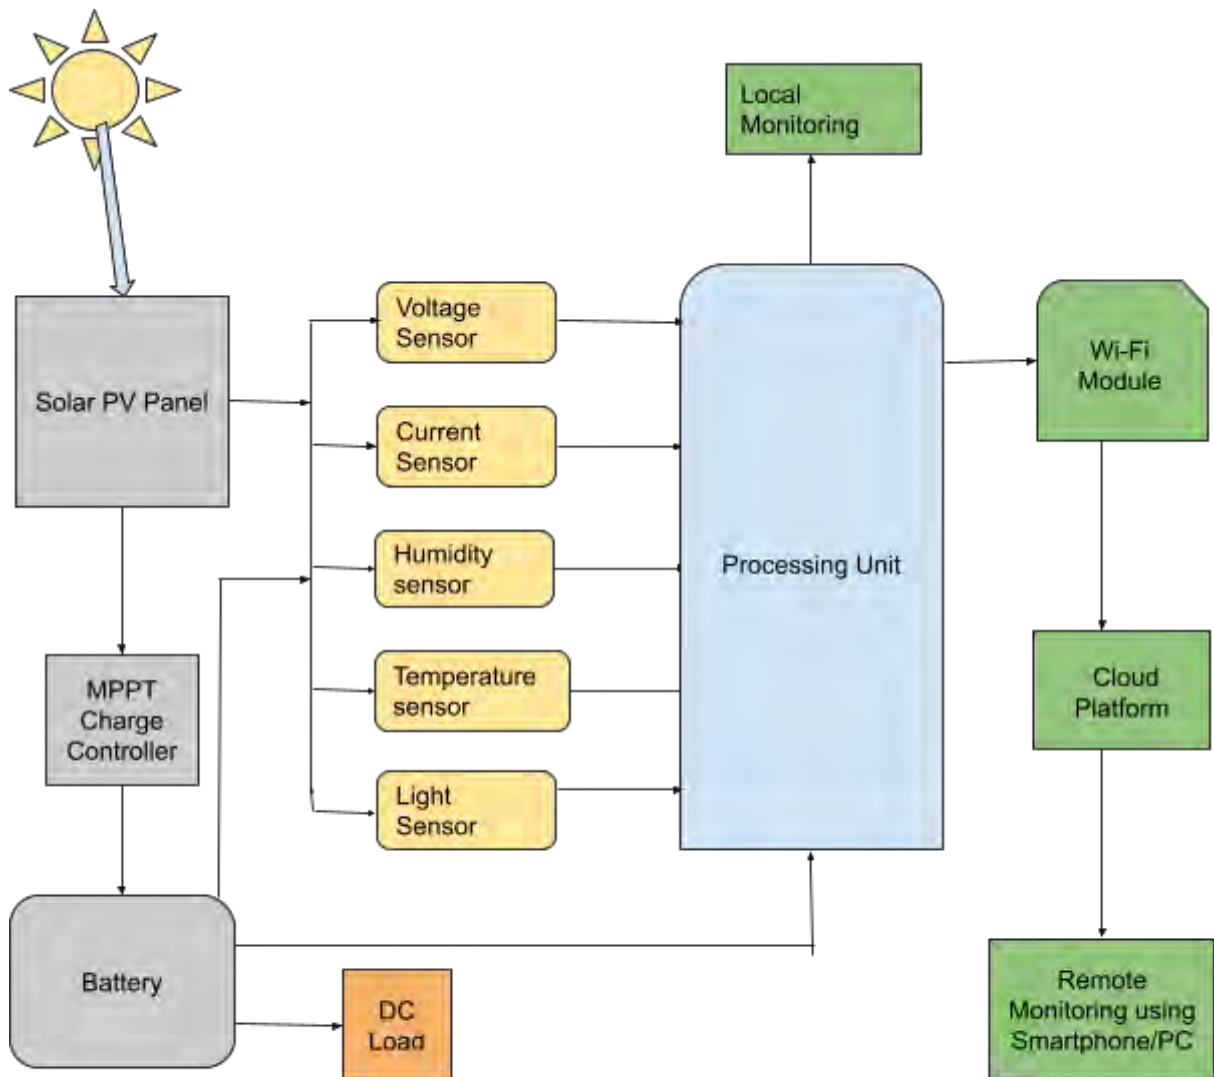 Local
Monitoring
Voltage
Sensor
Wi-Fi
Module
Solar PV Panel
Current
Sensor
Humidity
sensor
Processing Unit
Temperature
sensor
MPPT
Charge
Controller
Cloud
Platform
Light
Sensor
Battery
DC
Load
Remote
Monitoring using
Smartphone/PC